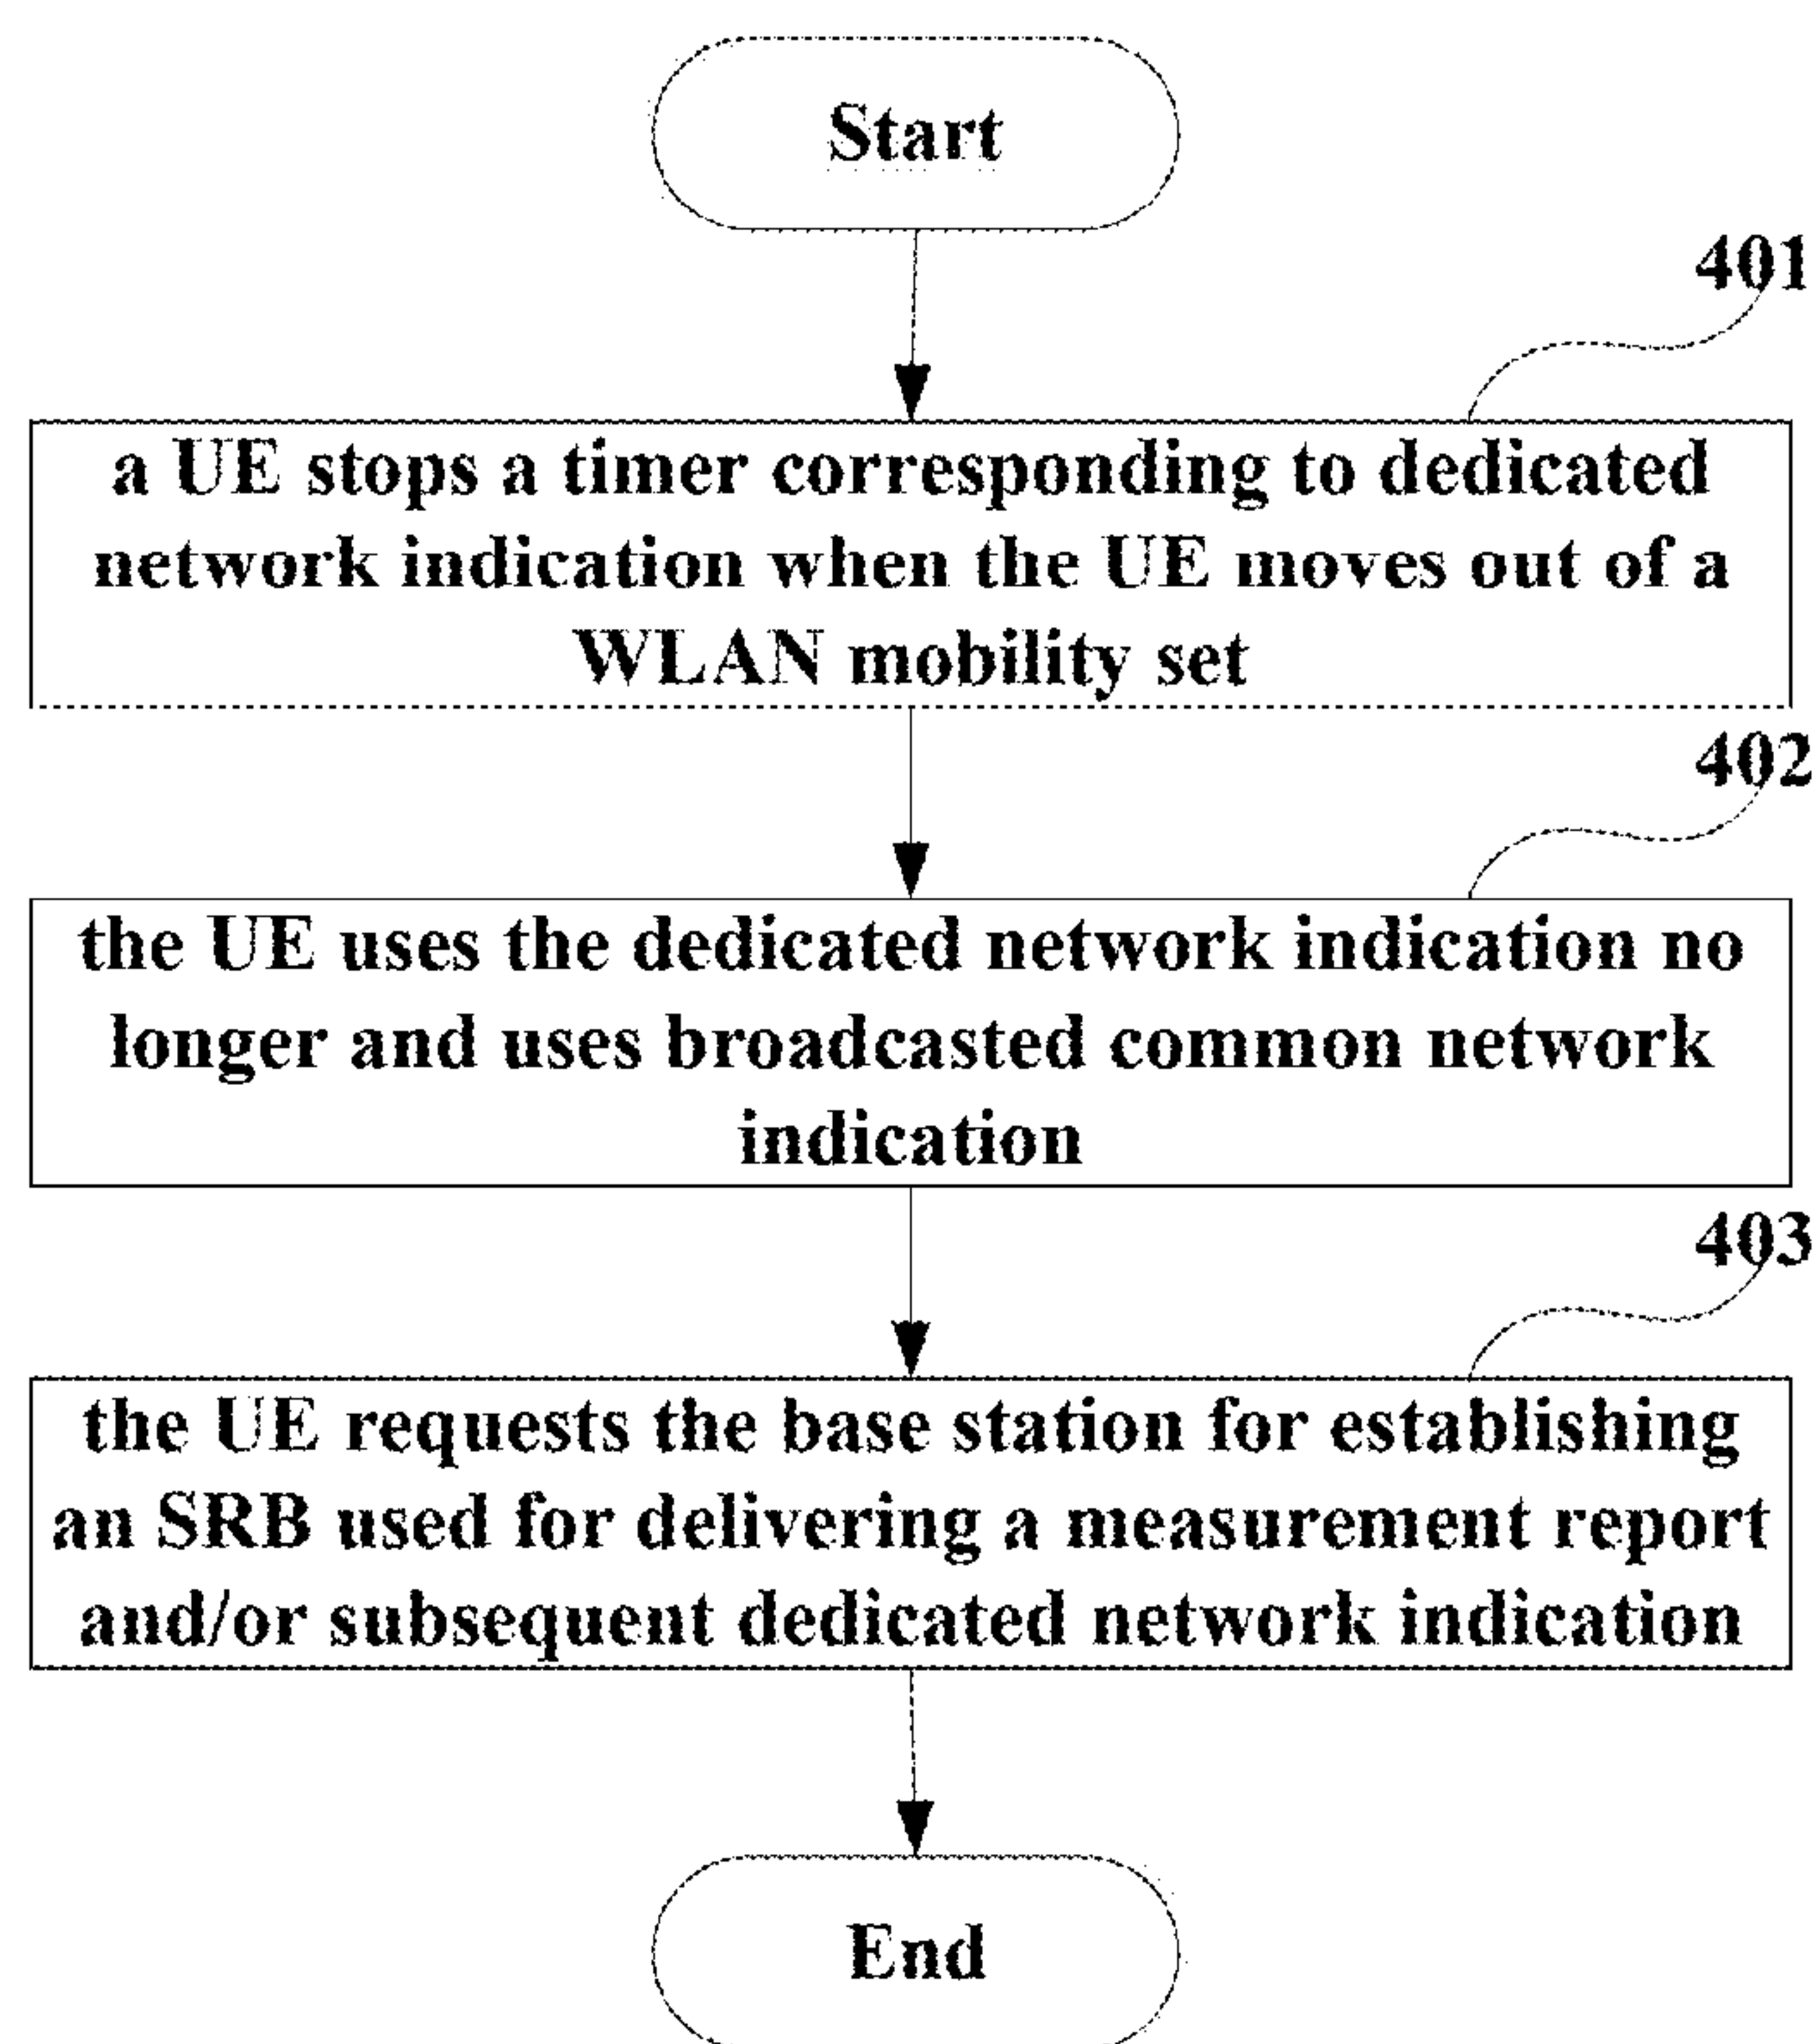 Start
401
a UE stops a timer corresponding to dedicated
network indication when the UE moves out of a
WLAN mobility set
402
the UE uses the dedicated network indication no
longer and uses broadcasted common network
indication
403
the UE requests the base station for establishing
an SRB used for delivering a measurement report
and/or subsequent dedicated network indication
End